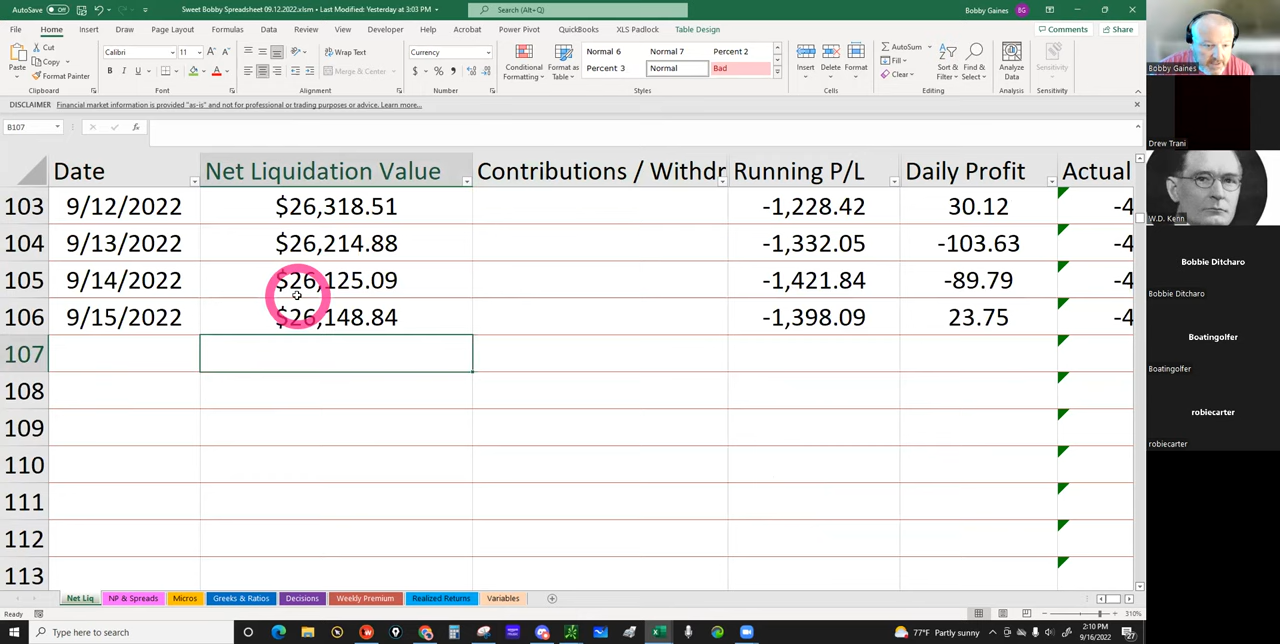 AutoSave Off Sweet Bobby Spreadsheet 09.12.2022.xlsm • Last Modified: Yesterday at 3:03 PM Search (Alt+Q) Bobby Gaines BG
File Home Insert Draw Page Layout Formulas Data Review View Developer Help Acrobat Power Pivot QuickBooks XLS Padlock Table Design Comments Share
Paste Cut Copy Format Painter
Calibri 11 B I U
Wrap Text
Merge & Center
Currency
Conditional Formatting Format as Table
Normal 6 Normal 7 Percent 2
Percent 3 Normal Bad
Insert Delete Format
AutoSum Fill Clear
Sort & Filter Find & Select
Analyze Data Sensitivity
Clipboard Font Alignment Number Styles Cells Editing Analysis Sensitivity
DISCLAIMER Financial market information is provided "as-is" and not for professional or trading purposes or advice. Learn more...
B107 fx
Date Net Liquidation Value Contributions / Withdr Running P/L Daily Profit Actual
103 9/12/2022 $26,318.51 -1,228.42 30.12 -4
104 9/13/2022 $26,214.88 -1,332.05 -103.63 -4
105 9/14/2022 $26,125.09 -1,421.84 -89.79 -4
106 9/15/2022 $26,148.84 -1,398.09 23.75 -4
107
108
109
110
111
112
113
Net Liq NP & Spreads Micros Greeks & Ratios Decisions Weekly Premium Realized Returns Variables
Ready 310%
Type here to search 77°F Partly sunny 2:10 PM
9/16/2022
Bobby Gaines
Drew Trani
W.D. Kenn
Bobbie Ditcharo
Bobbie Ditcharo
Boatingolfer
Boatingolfer
robiecarter
robiecarter